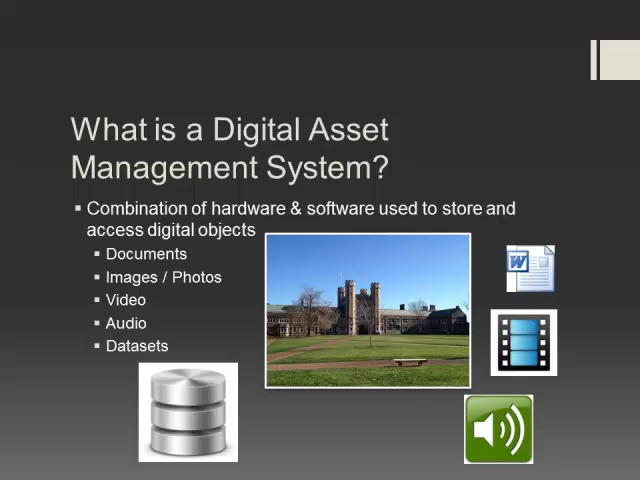 What is a Digital Asset
Management System?
▪ Combination of hardware & software used to store and
access digital objects
▪ Documents
▪ Images / Photos
▪ Video
▪ Audio
▪ Datasets
W